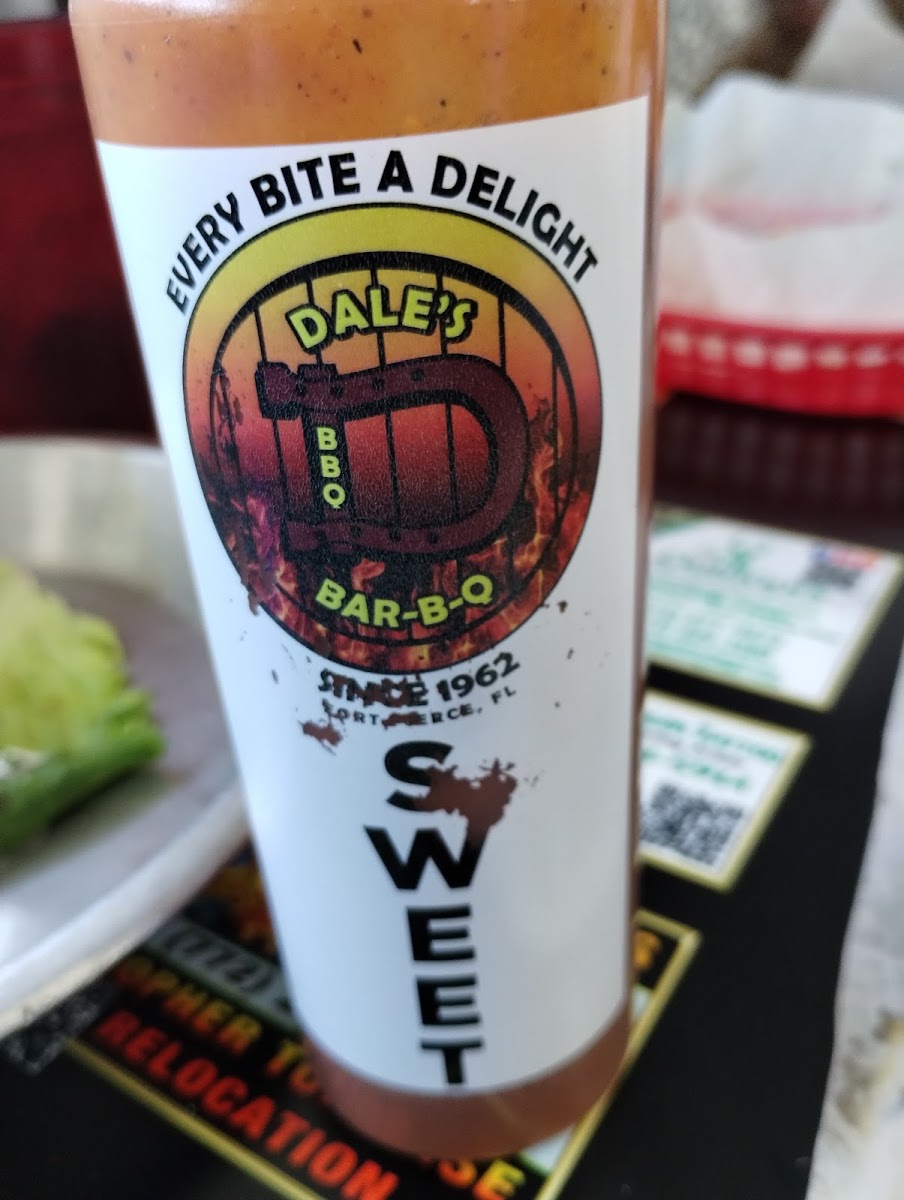 EVERY BITE A DELIGHT
DALE'S
BBQ
BAR-B-Q
SINCE 1962
FORT PIERCE, FL
SWEET
RELOCATION